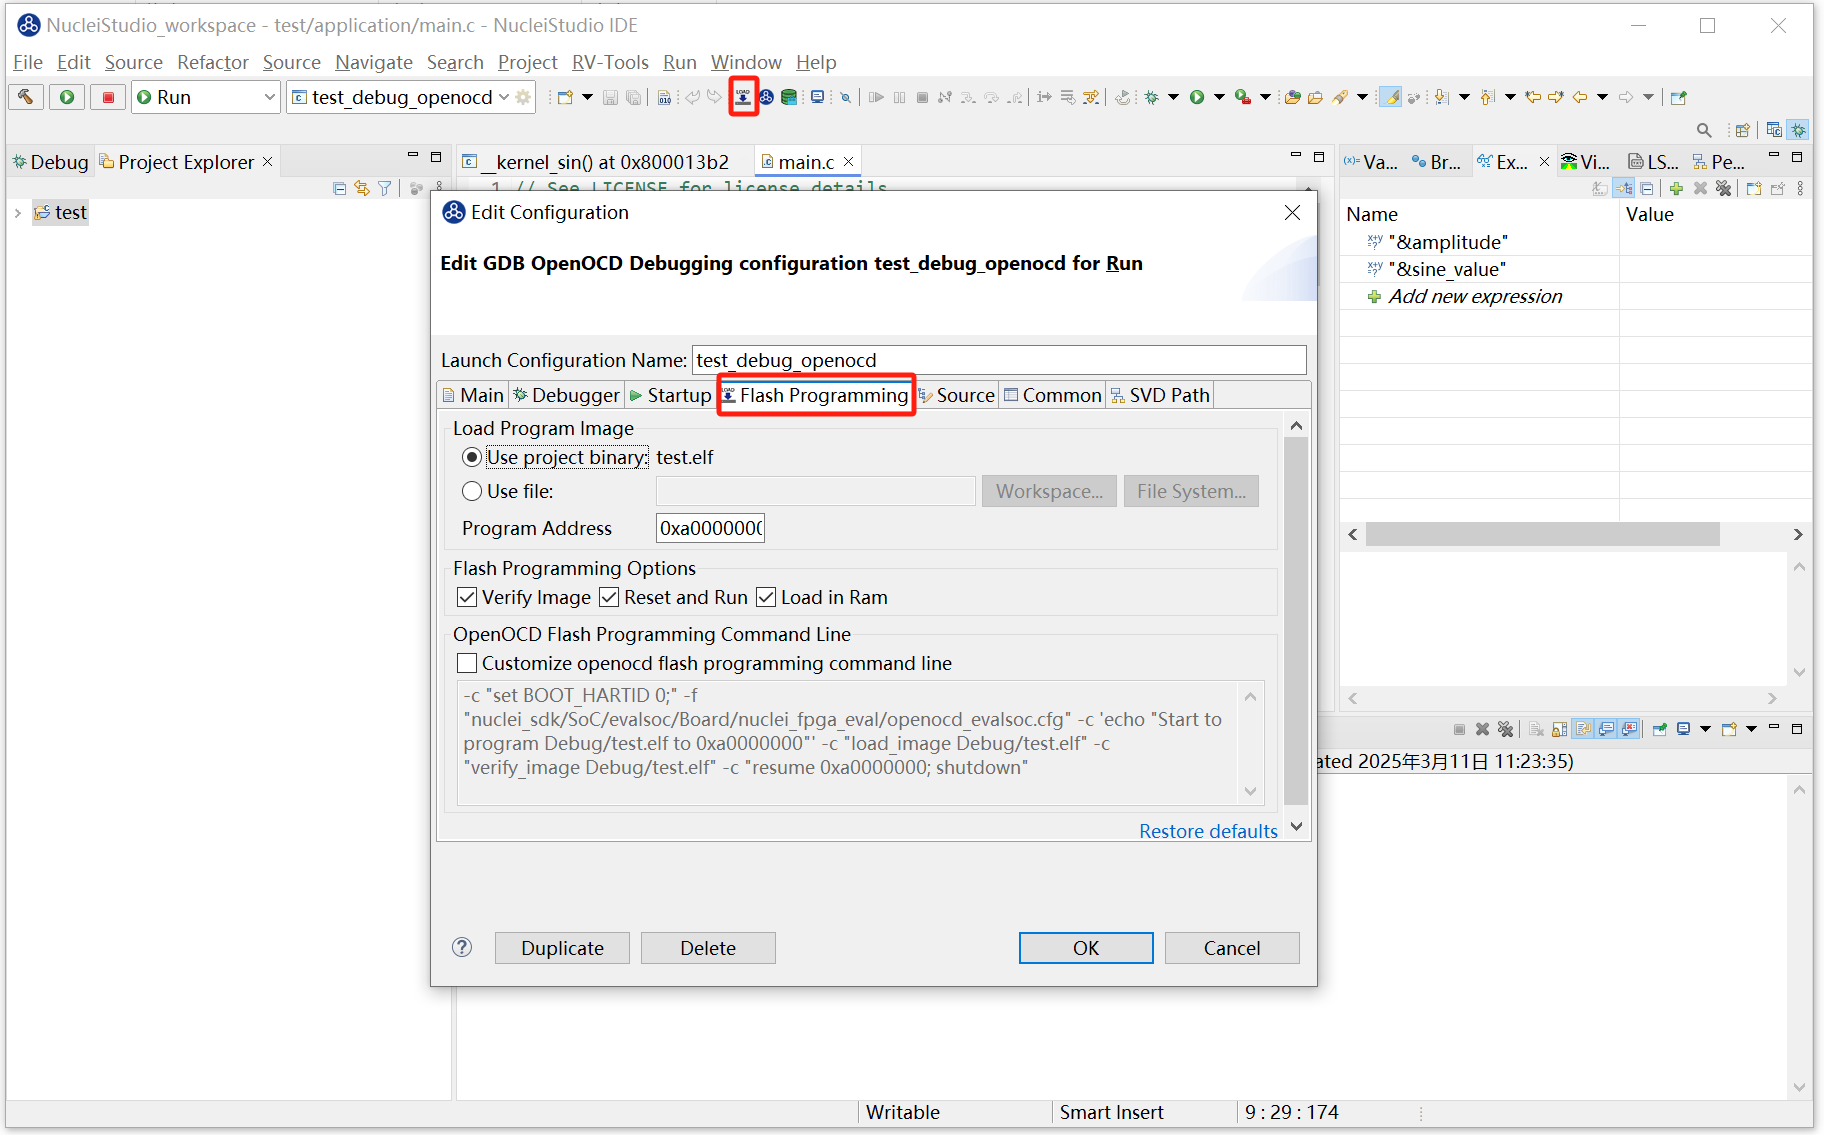 NucleiStudio_workspace - test/application/main.c - NucleiStudio IDE
File Edit Source Refactor Source Navigate Search Project RV-Tools Run Window Help
Run test_debug_openocd LOAD 010
Debug Project Explorer __kernel_sin() at 0x800013b2 main.c (x)= Va... Br... Ex... Vi... LS... Pe...
1 // See LICENSE for license details
test
Name Value
"&amplitude"
"&sine_value"
Add new expression
Edit Configuration
Edit GDB OpenOCD Debugging configuration test_debug_openocd for Run
Launch Configuration Name: test_debug_openocd
Main Debugger Startup Flash Programming Source Common SVD Path
Load Program Image
Use project binary: test.elf
Use file: Workspace... File System...
Program Address 0xa0000000
Flash Programming Options
Verify Image Reset and Run Load in Ram
OpenOCD Flash Programming Command Line
Customize openocd flash programming command line
-c "set BOOT_HARTID 0;" -f
"nuclei_sdk/SoC/evalsoc/Board/nuclei_fpga_eval/openocd_evalsoc.cfg" -c 'echo "Start to
program Debug/test.elf to 0xa0000000"' -c "load_image Debug/test.elf" -c
"verify_image Debug/test.elf" -c "resume 0xa0000000; shutdown"
Restore defaults
Duplicate Delete OK Cancel
ated 2025年3月11日 11:23:35)
Writable Smart Insert 9 : 29 : 174